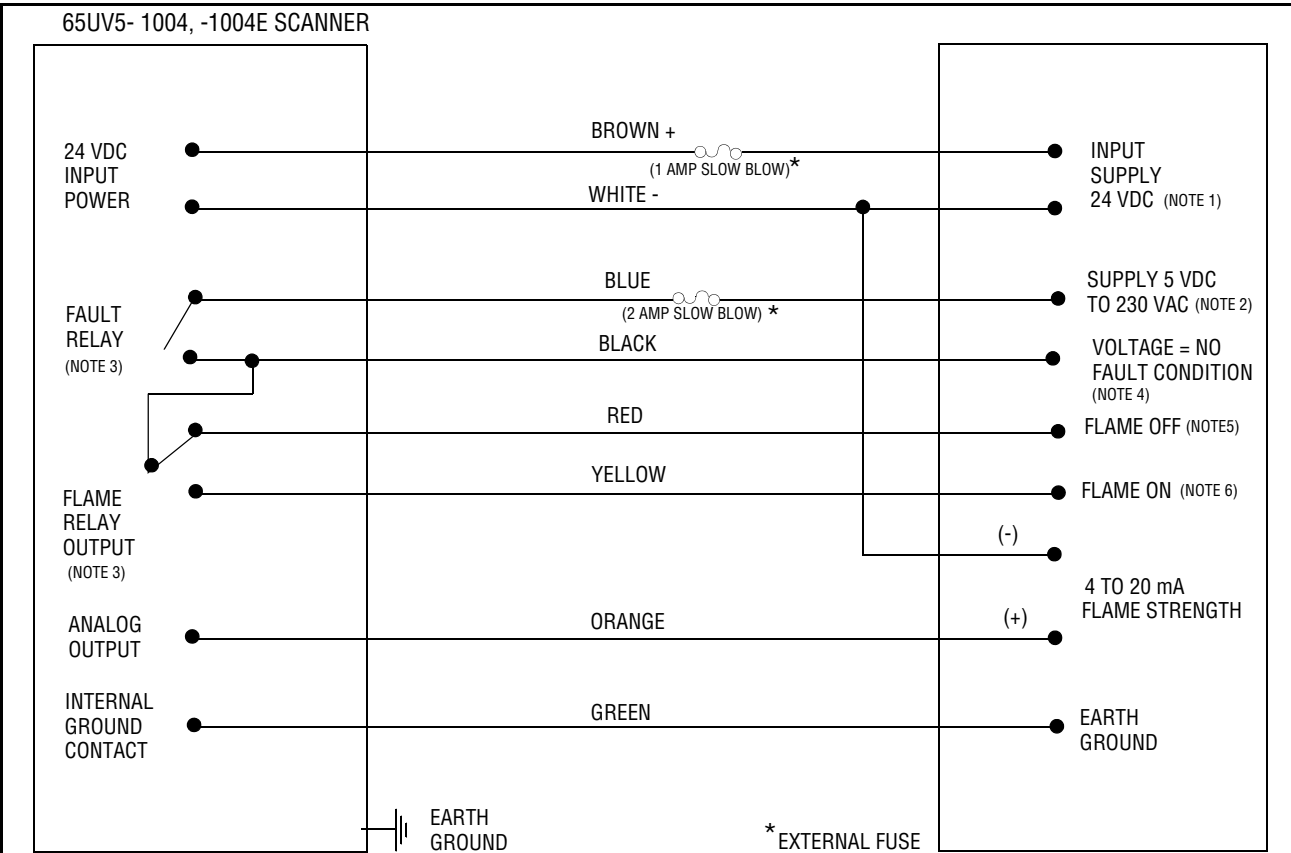 65UV5- 1004, -1004E SCANNER
24 VDC
INPUT
POWER
BROWN +
(1 AMP SLOW BLOW)*
WHITE -
INPUT
SUPPLY
24 VDC (NOTE 1)
FAULT
RELAY
(NOTE 3)
BLUE
(2 AMP SLOW BLOW) *
BLACK
SUPPLY 5 VDC
TO 230 VAC (NOTE 2)
VOLTAGE = NO
FAULT CONDITION
(NOTE 4)
RED
FLAME OFF (NOTE5)
FLAME
RELAY
OUTPUT
(NOTE 3)
YELLOW
FLAME ON (NOTE 6)
(-)
4 TO 20 mA
FLAME STRENGTH
ANALOG
OUTPUT
ORANGE
(+)
INTERNAL
GROUND
CONTACT
GREEN
EARTH
GROUND
EARTH
GROUND
*EXTERNAL FUSE